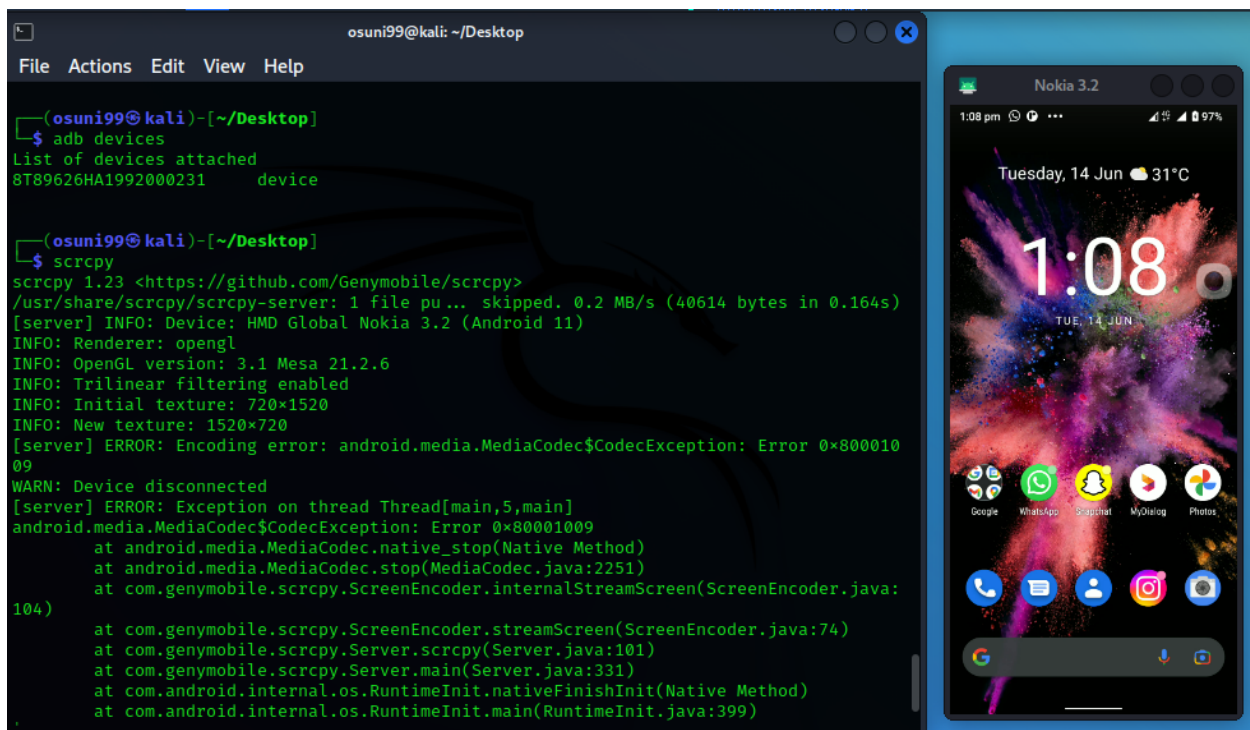 osuni99@kali: ~/Desktop
File Actions Edit View Help
┌──(osuni99㉿kali)-[~/Desktop]
└─$ adb devices
List of devices attached
8T89626HA1992000231 device
┌──(osuni99㉿kali)-[~/Desktop]
└─$ scrcpy
scrcpy 1.23 <https://github.com/Genymobile/scrcpy>
/usr/share/scrcpy/scrcpy-server: 1 file pu... skipped. 0.2 MB/s (40614 bytes in 0.164s)
[server] INFO: Device: HMD Global Nokia 3.2 (Android 11)
INFO: Renderer: opengl
INFO: OpenGL version: 3.1 Mesa 21.2.6
INFO: Trilinear filtering enabled
INFO: Initial texture: 720×1520
INFO: New texture: 1520×720
[server] ERROR: Encoding error: android.media.MediaCodec$CodecException: Error 0×800010
09
WARN: Device disconnected
[server] ERROR: Exception on thread Thread[main,5,main]
android.media.MediaCodec$CodecException: Error 0×80001009
at android.media.MediaCodec.native_stop(Native Method)
at android.media.MediaCodec.stop(MediaCodec.java:2251)
at com.genymobile.scrcpy.ScreenEncoder.internalStreamScreen(ScreenEncoder.java:
104)
at com.genymobile.scrcpy.ScreenEncoder.streamScreen(ScreenEncoder.java:74)
at com.genymobile.scrcpy.Server.scrcpy(Server.java:101)
at com.genymobile.scrcpy.Server.main(Server.java:331)
at com.android.internal.os.RuntimeInit.nativeFinishInit(Native Method)
at com.android.internal.os.RuntimeInit.main(RuntimeInit.java:399)
Nokia 3.2
1:08 pm 97%
Tuesday, 14 Jun 31°C
1:08
TUE, 14 JUN
Google WhatsApp Snapchat MyDialog Photos